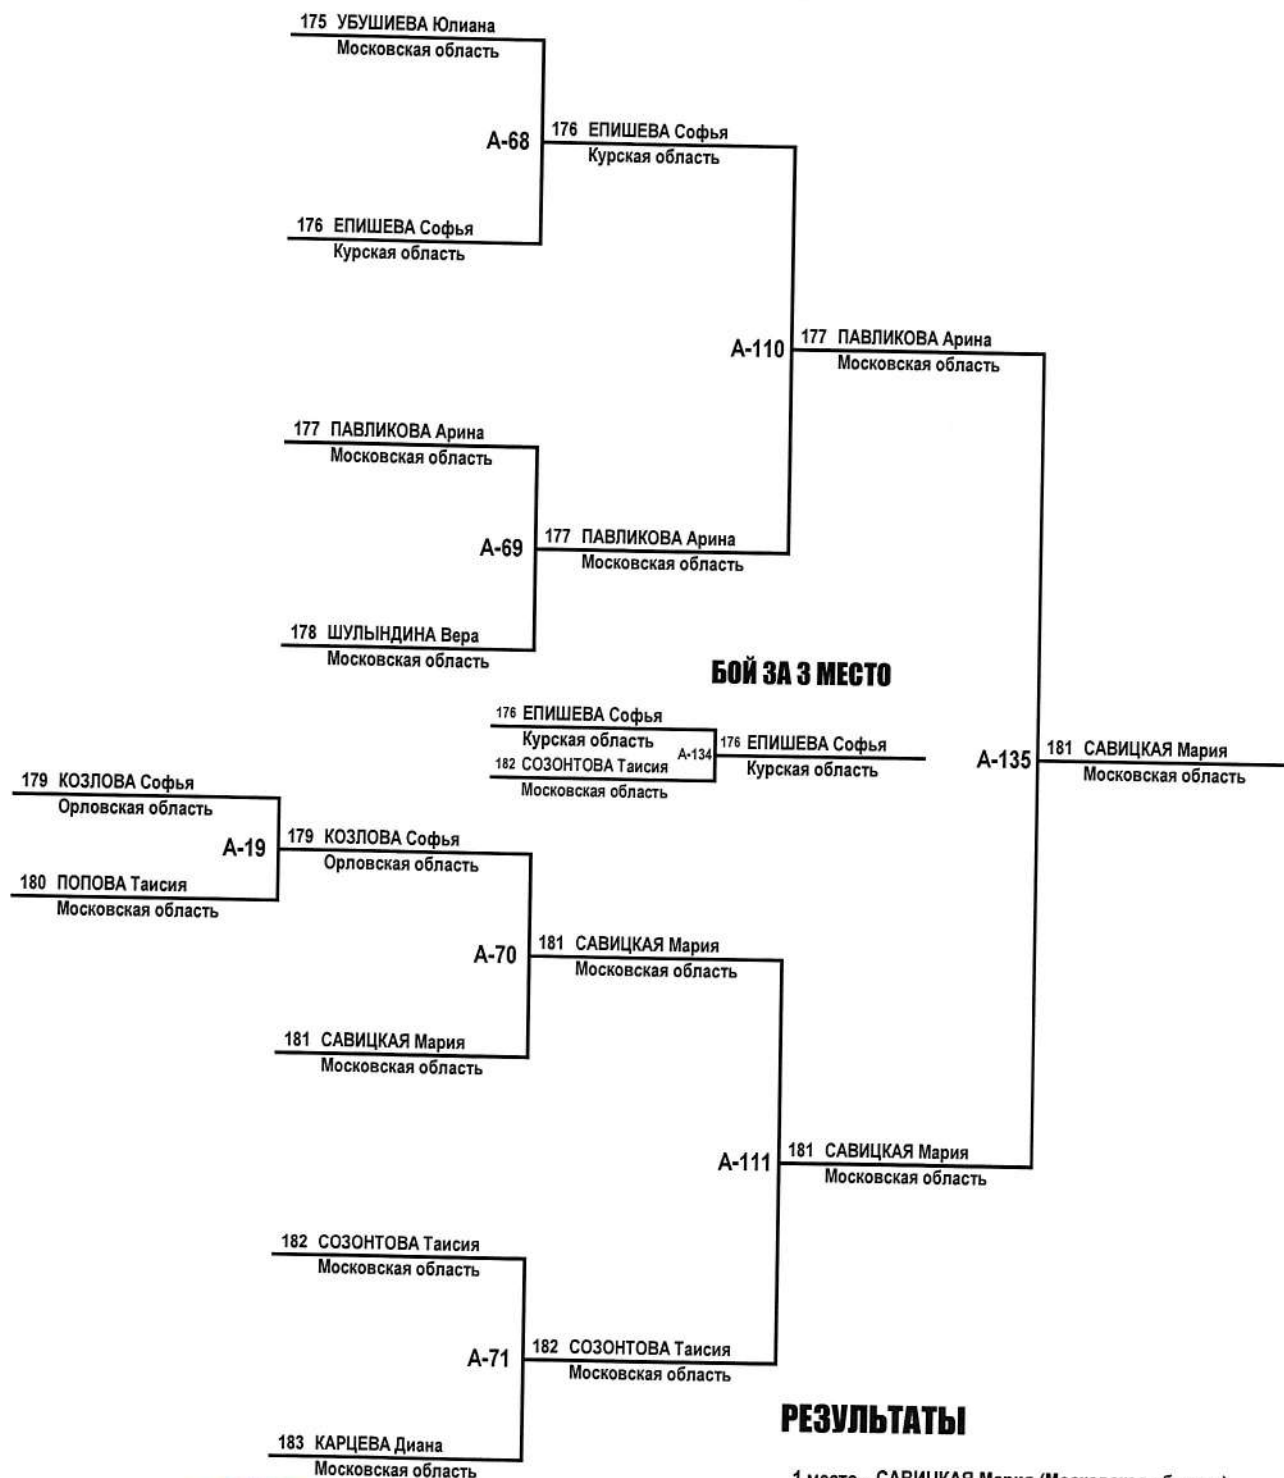 175 УБУШИЕВА Юлиана
Московская область
А-68
176 ЕПИШЕВА Софья
Курская область
176 ЕПИШЕВА Софья
Курская область
А-110
177 ПАВЛИКОВА Арина
Московская область
177 ПАВЛИКОВА Арина
Московская область
А-69
177 ПАВЛИКОВА Арина
Московская область
178 ШУЛЫНДИНА Вера
Московская область
БОЙ ЗА 3 МЕСТО
176 ЕПИШЕВА Софья
Курская область
А-134
176 ЕПИШЕВА Софья
Курская область
182 СОЗОНТОВА Таисия
Московская область
А-135
181 САВИЦКАЯ Мария
Московская область
179 КОЗЛОВА Софья
Орловская область
А-19
179 КОЗЛОВА Софья
Орловская область
180 ПОПОВА Таисия
Московская область
А-70
181 САВИЦКАЯ Мария
Московская область
181 САВИЦКАЯ Мария
Московская область
А-111
181 САВИЦКАЯ Мария
Московская область
182 СОЗОНТОВА Таисия
Московская область
А-71
182 СОЗОНТОВА Таисия
Московская область
183 КАРЦЕВА Диана
Московская область
РЕЗУЛЬТАТЫ
1 место САВИЦКАЯ Мария (Московская область)